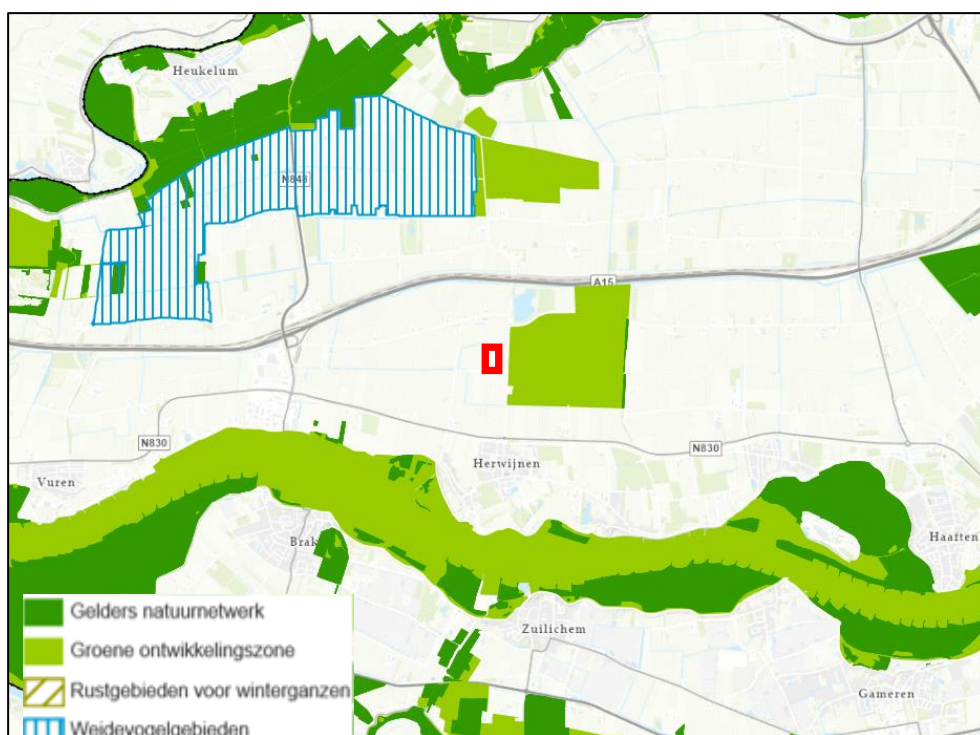 Heukelum
N848
A15
N830
Herwijnen
N830
Vuren
Brak
Haaften
Zuilichem
Gameren
Gelders natuurnetwerk
Groene ontwikkelingszone
Rustgebieden voor winterganzen
Weidevogelgebieden